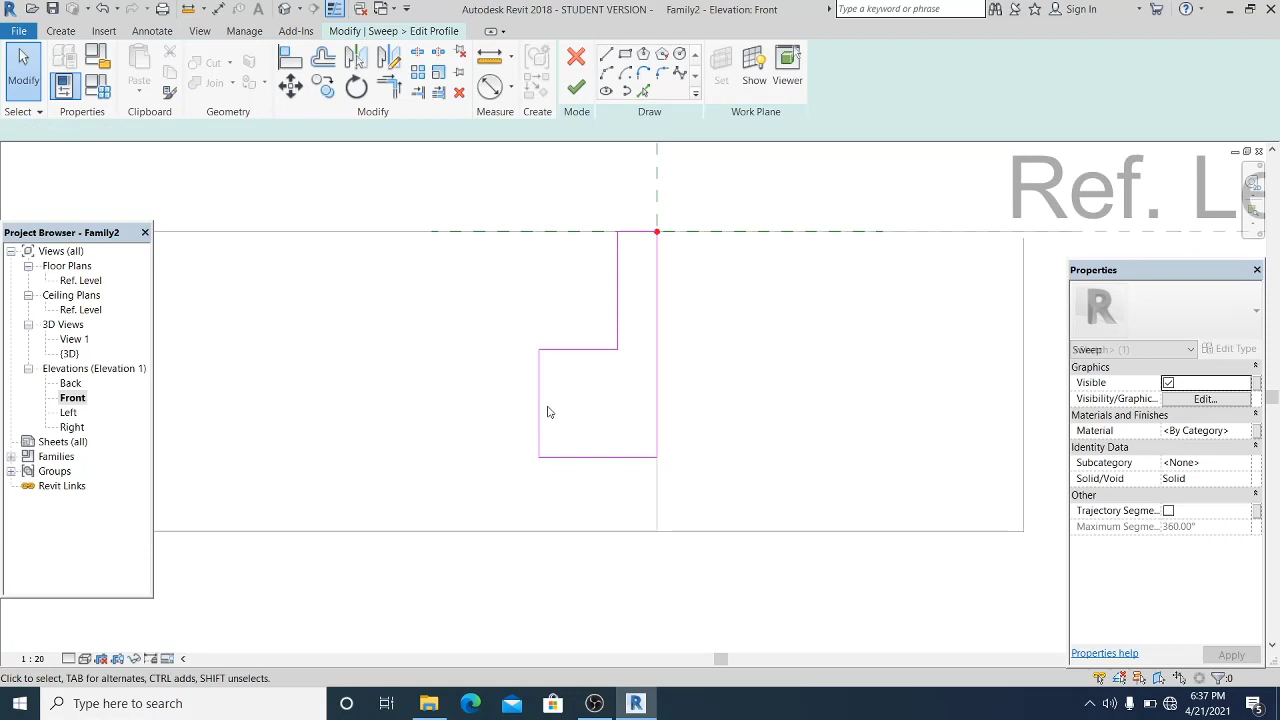 Autodesk Revit 2018 - STUDENT VERSION - Family2 - Elevation: Front
Type a keyword or phrase
Sign In
File
Create
Insert
Annotate
View
Manage
Add-Ins
Modify | Sweep > Edit Profile
Modify
Paste
Cut
Join
Set
Show
Viewer
Select
Properties
Clipboard
Geometry
Modify
Measure
Create
Mode
Draw
Work Plane
Ref. Le
Project Browser - Family2
Views (all)
Floor Plans
Ref. Level
Ceiling Plans
Ref. Level
3D Views
View 1
{3D}
Elevations (Elevation 1)
Back
Front
Left
Right
Sheets (all)
Families
Groups
Revit Links
Properties
Edit Type
Graphics
Visible
Visibility/Graphic... Edit...
Materials and Finishes
Material <By Category>
Identity Data
Subcategory <None>
Solid/Void Solid
Other
Trajectory Segme...
Maximum Segme... 360.00°
Properties help
Apply
1 : 20
Click to select, TAB for alternates, CTRL adds, SHIFT unselects.
:0
Type here to search
6:37 PM
4/21/2021